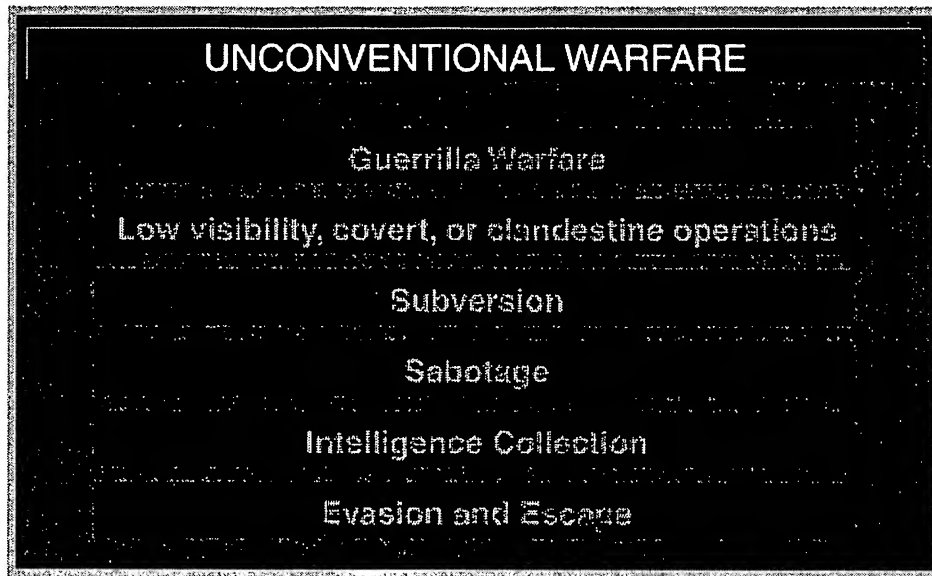 UNCONVENTIONAL WARFARE
Guerrilla Warfare
Low visibility, covert, or clandestine operations
Subversion
Sabotage
Intelligence Collection
Evasion and Escape